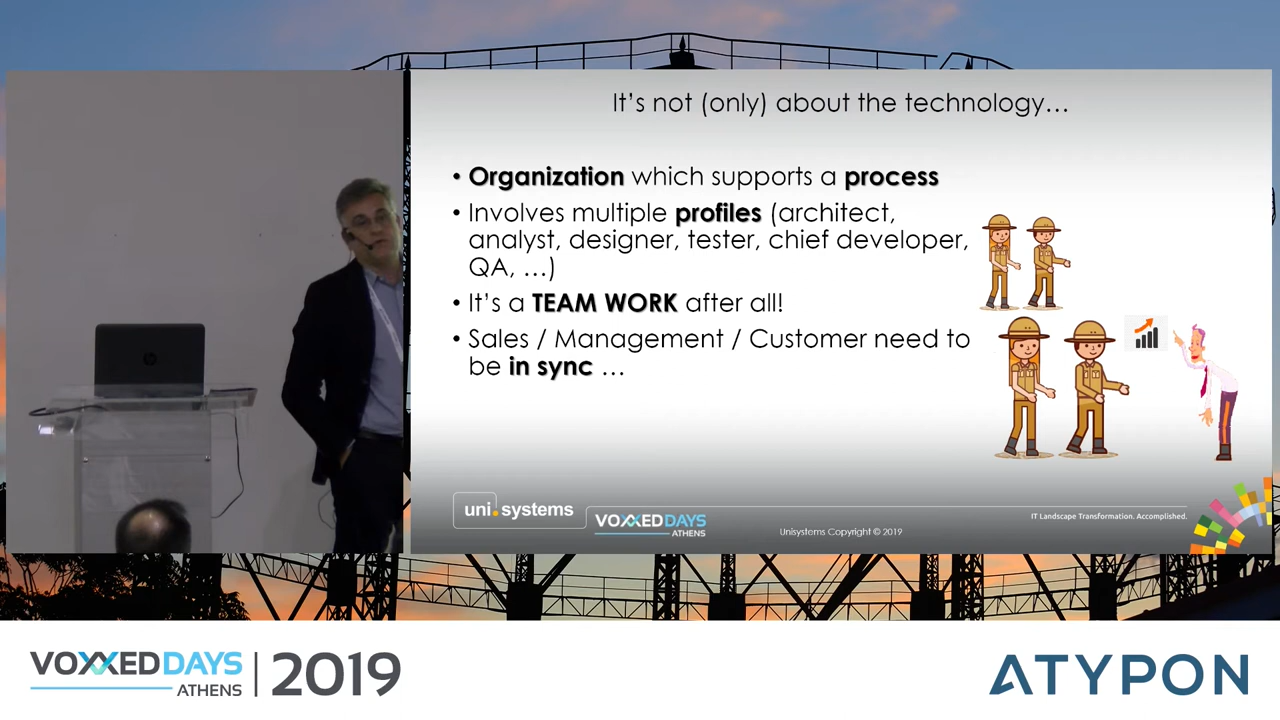 It's not (only) about the technology…
• Organization which supports a process
• Involves multiple profiles (architect,
analyst, designer, tester, chief developer,
QA, …)
• It's a TEAM WORK after all!
• Sales / Management / Customer need to
be in sync …
uni.systems
VOXXED DAYS
ATHENS
Unisystems Copyright © 2019
IT Landscape Transformation. Accomplished.
hp
VOXXED DAYS
ATHENS
2019
ATYPON